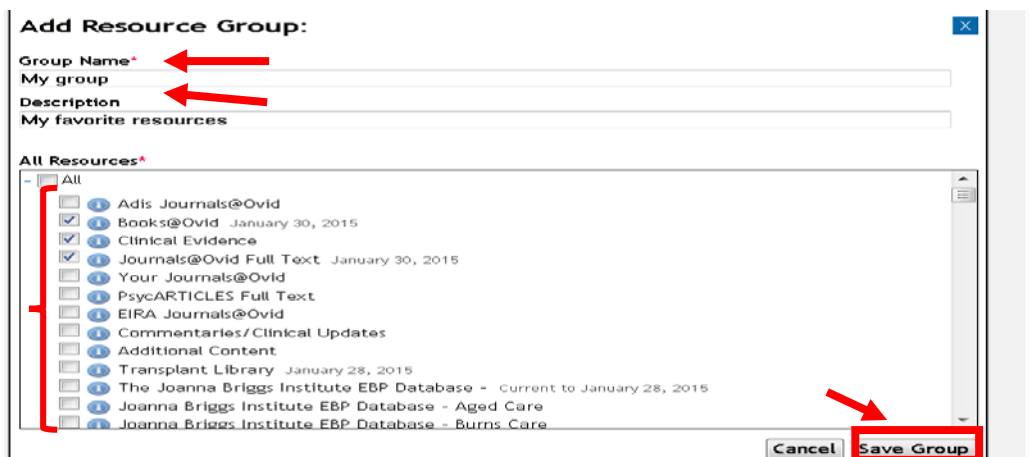 Add Resource Group:
Group Name*
My group
Description
My favorite resources
All Resources*
- All
Adis Journals@Ovid
Books@Ovid January 30, 2015
Clinical Evidence
Journals@Ovid Full Text January 30, 2015
Your Journals@Ovid
PsycARTICLES Full Text
EIRA Journals@Ovid
Commentaries/Clinical Updates
Additional Content
Transplant Library January 28, 2015
The Joanna Briggs Institute EBP Database - Current to January 28, 2015
Joanna Briggs Institute EBP Database - Aged Care
Joanna Briggs Institute EBP Database - Burns Care
Cancel Save Group